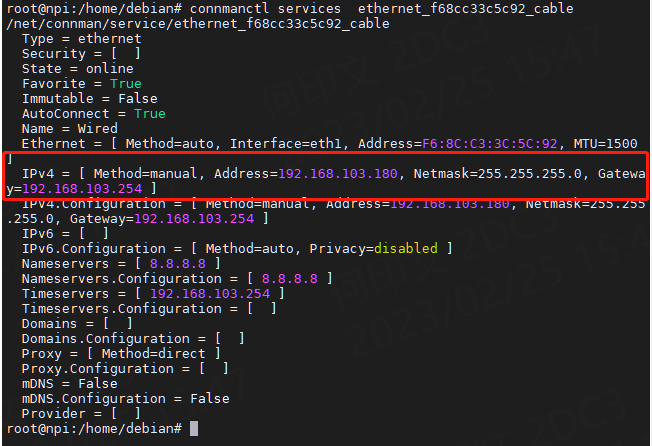 root@npi:/home/debian# connmanctl services  ethernet_f68cc33c5c92_cable
/net/connman/service/ethernet_f68cc33c5c92_cable
  Type = ethernet
  Security = [  ]
  State = online
  Favorite = True
  Immutable = False
  AutoConnect = True
  Name = Wired
  Ethernet = [ Method=auto, Interface=eth1, Address=F6:8C:C3:3C:5C:92, MTU=1500
]
  IPv4 = [ Method=manual, Address=192.168.103.180, Netmask=255.255.255.0, Gatewa
y=192.168.103.254 ]
  IPv4.Configuration = [ Method=manual, Address=192.168.103.180, Netmask=255.255
.255.0, Gateway=192.168.103.254 ]
  IPv6 = [  ]
  IPv6.Configuration = [ Method=auto, Privacy=disabled ]
  Nameservers = [ 8.8.8.8 ]
  Nameservers.Configuration = [ 8.8.8.8 ]
  Timeservers = [ 192.168.103.254 ]
  Timeservers.Configuration = [  ]
  Domains = [  ]
  Domains.Configuration = [  ]
  Proxy = [ Method=direct ]
  Proxy.Configuration = [  ]
  mDNS = False
  mDNS.Configuration = False
  Provider = [  ]
root@npi:/home/debian#